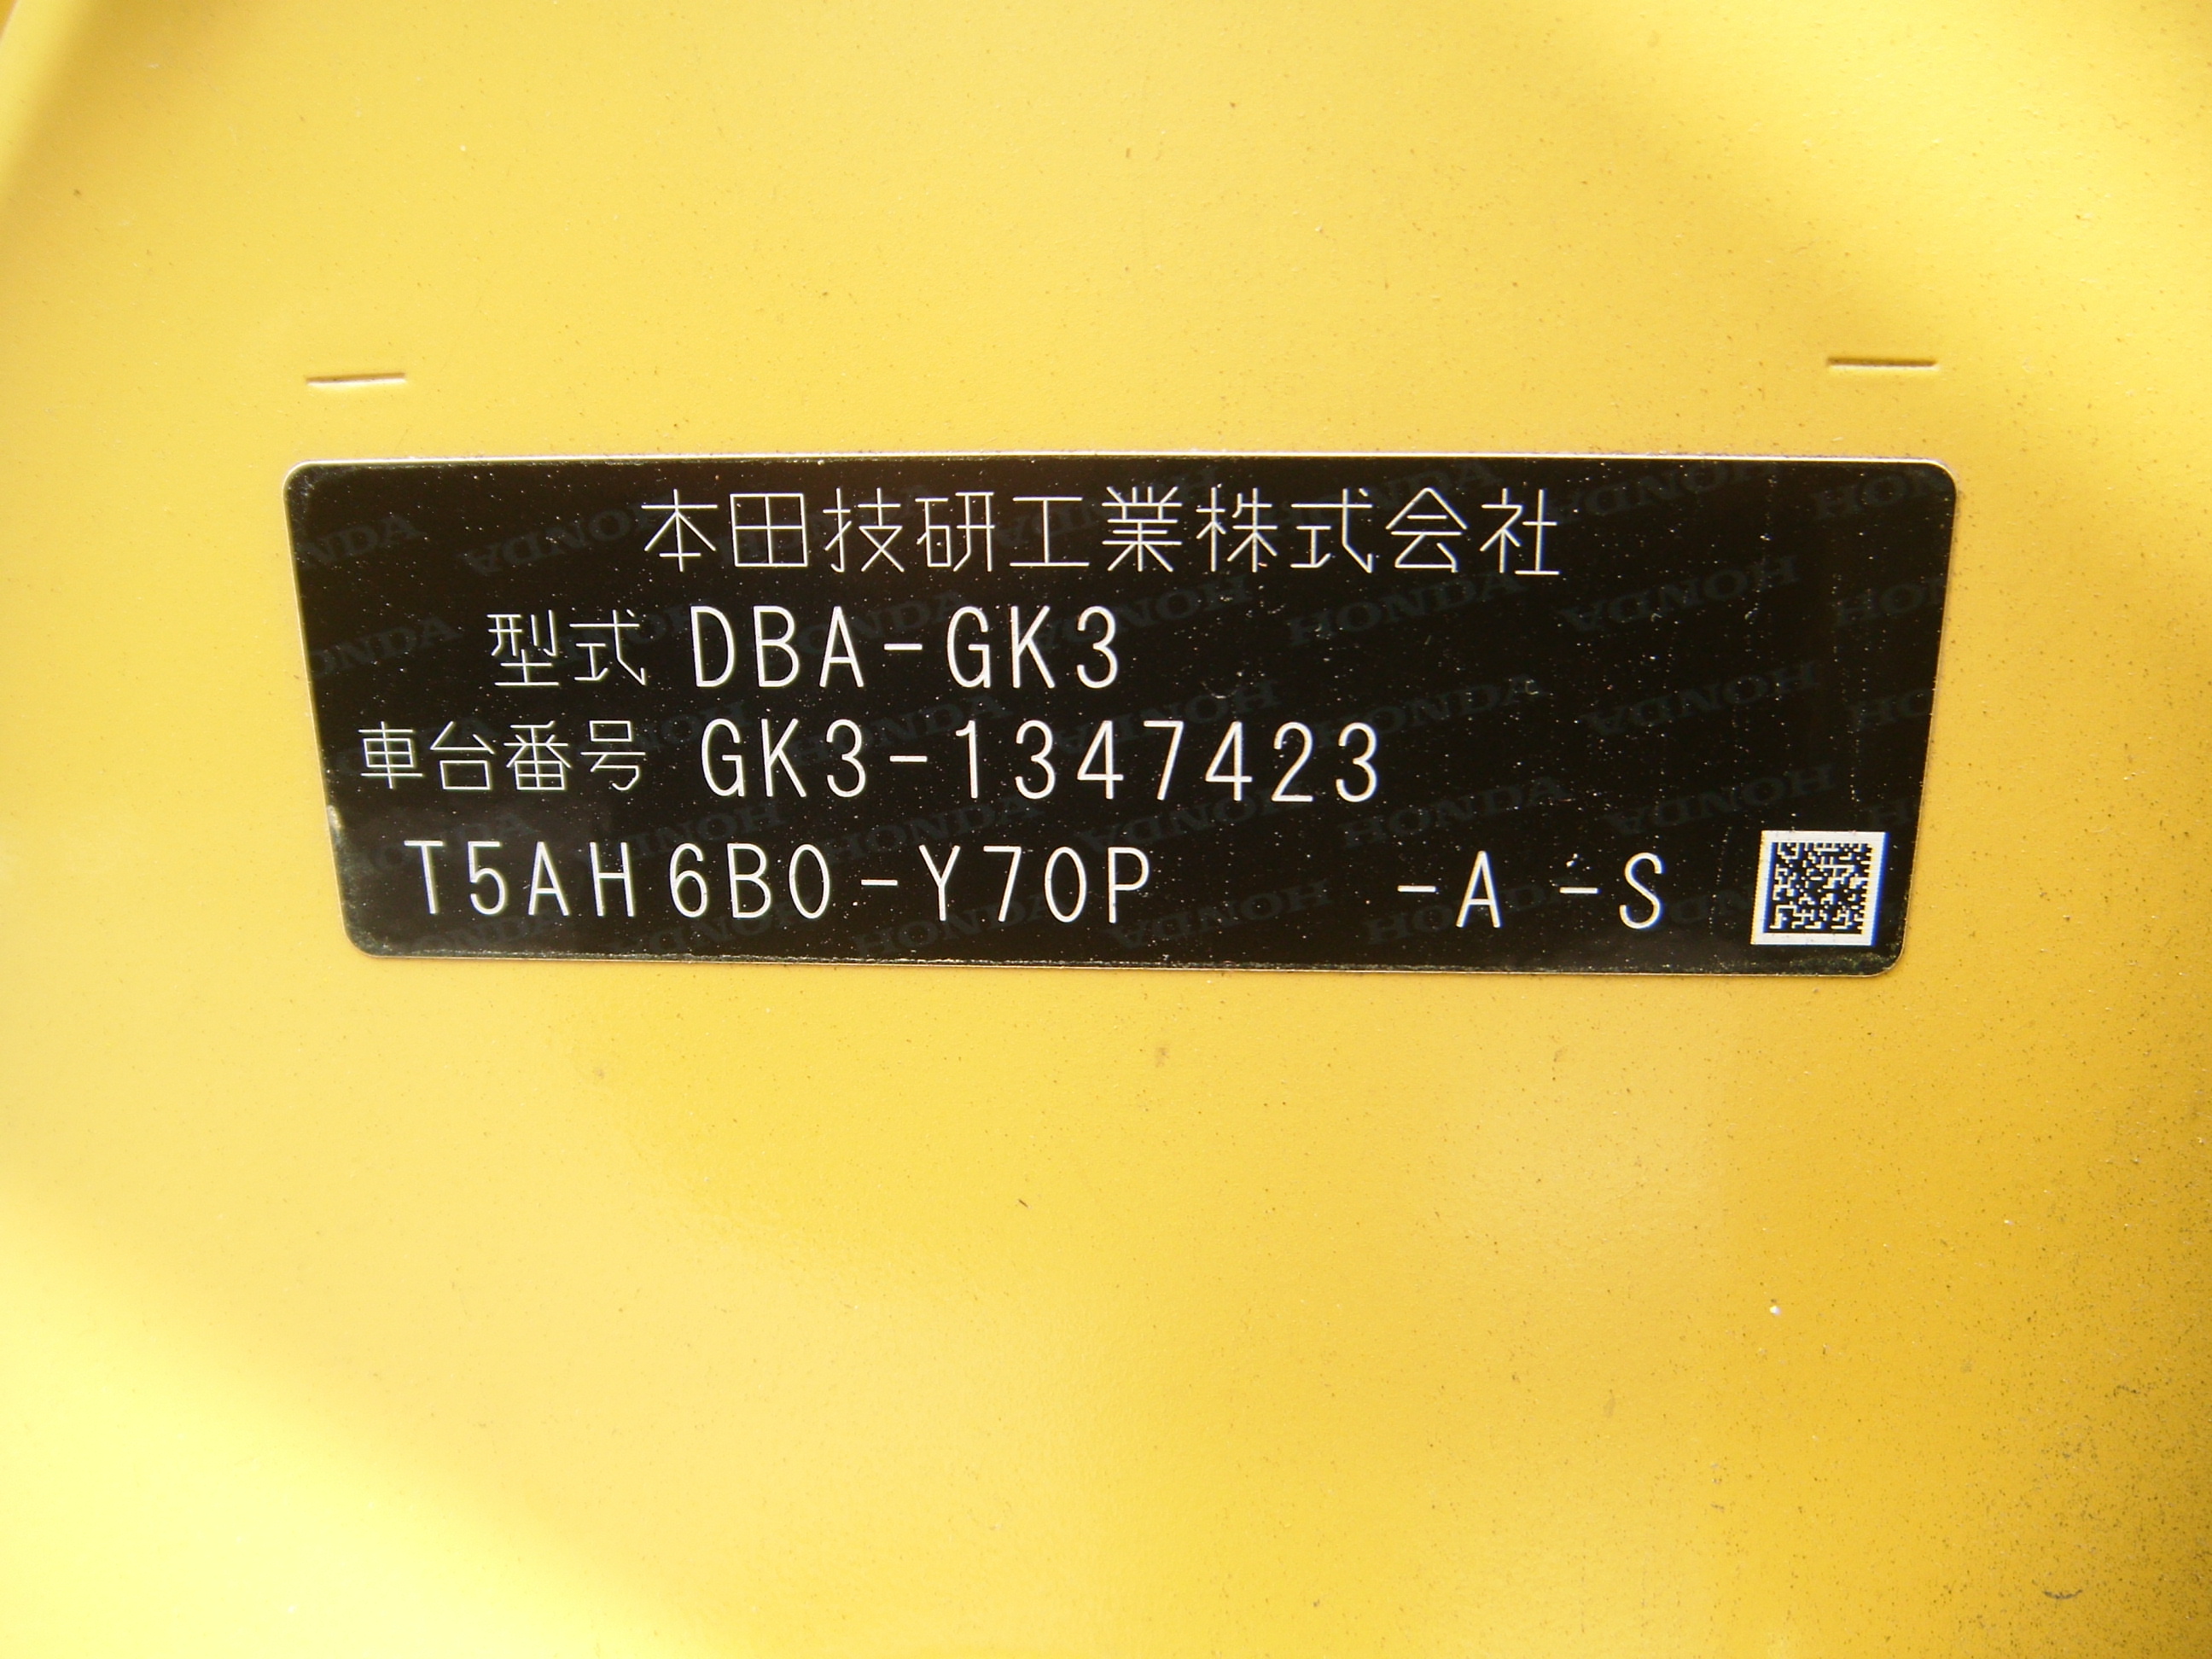 本田技研工業株式会社
型式 DBA-GK3
車台番号 GK3-1347423
T5AH6B0-Y70P -A -S